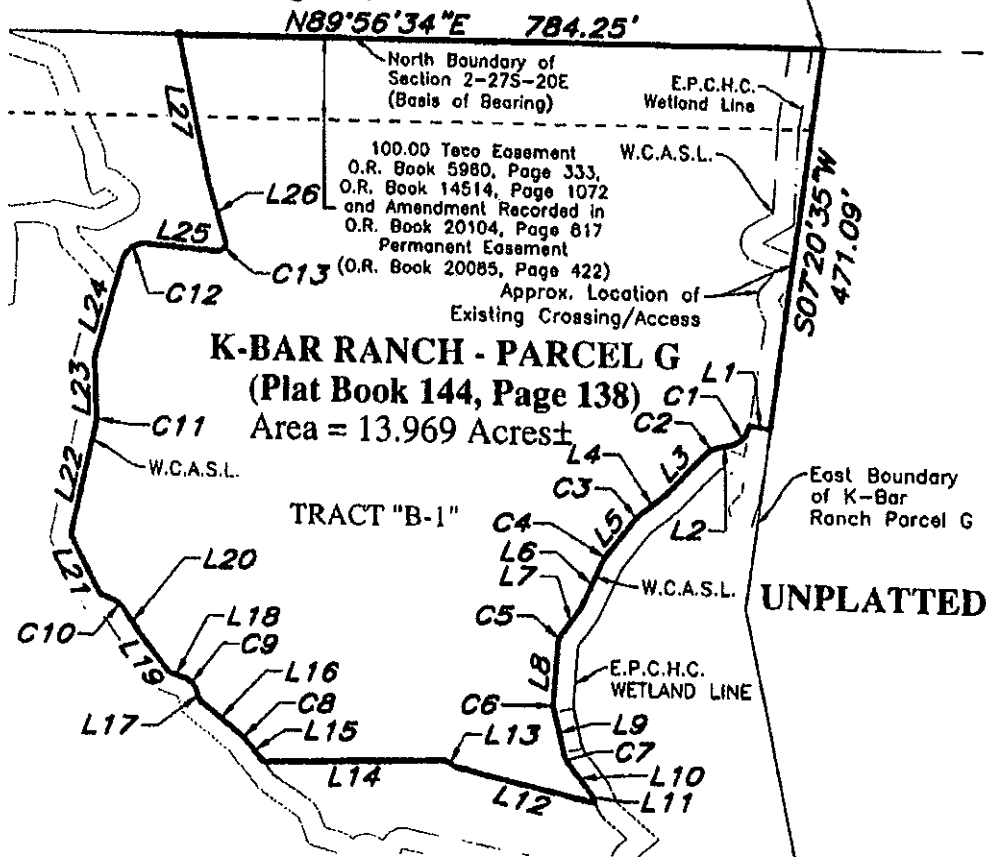 N89°56'34"E 784.25'
North Boundary of
Section 2-27S-20E
(Basis of Bearing)
E.P.C.H.C.
Wetland Line
L27
100.00 Teco Easement
O.R. Book 5980, Page 333,
O.R. Book 14514, Page 1072
and Amendment Recorded in
O.R. Book 20104, Page 817
Permanent Easement
(O.R. Book 20085, Page 422)
W.C.A.S.L.
S07°20'35"W
471.09'
L26
L25
C13
C12
Approx. Location of
Existing Crossing/Access
L24
K-BAR RANCH - PARCEL G
(Plat Book 144, Page 138)
Area = 13.969 Acres±
L1
C1
C2
L23
C11
L4
L3
L22
W.C.A.S.L.
C3
TRACT "B-1"
East Boundary
of K-Bar
Ranch Parcel G
L2
C4
L5
L6
L7
W.C.A.S.L.
UNPLATTED
L21
L20
C10
L18
C9
C5
L19
L16
L8
E.P.C.H.C.
WETLAND LINE
L17
C8
C6
L15
L13
L9
C7
L14
L12
L10
L11